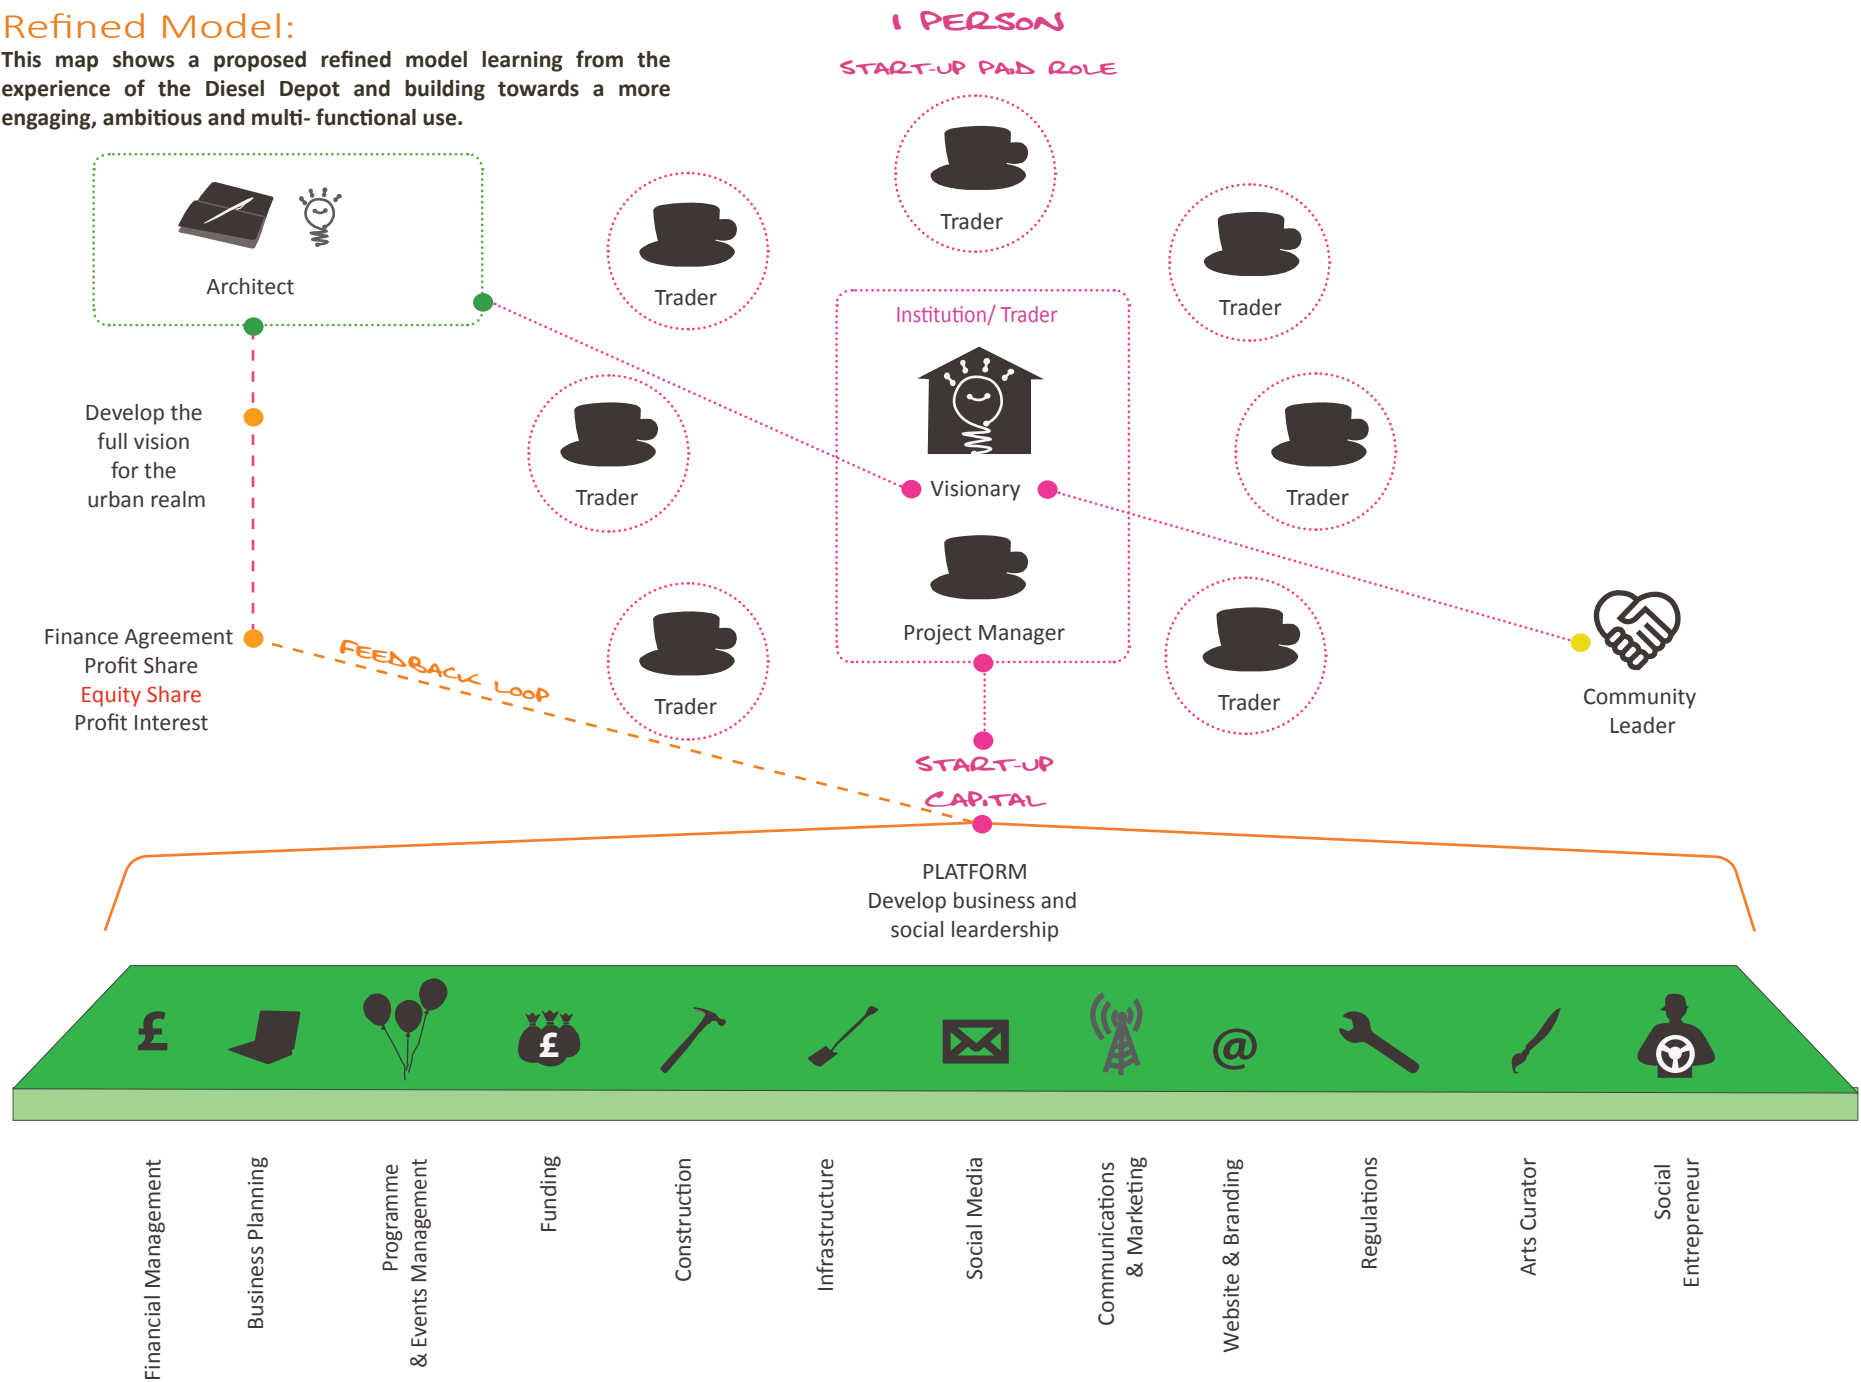 Refined Model:
This map shows a proposed refined model learning from the
experience of the Diesel Depot and building towards a more
engaging, ambitious and multi- functional use.
1 PERSON
START-UP PAID ROLE
Trader
Trader
Trader
Architect
Institution/ Trader
Develop the
full vision
for the
urban realm
Trader
Visionary
Trader
Project Manager
Finance Agreement
Profit Share
Equity Share
Profit Interest
FEEDBACK LOOP
Trader
Trader
Community
Leader
START-UP
CAPITAL
PLATFORM
Develop business and
social leardership
£
£
@
Financial Management
Business Planning
Programme
& Events Management
Funding
Construction
Infrastructure
Social Media
Communications
& Marketing
Website & Branding
Regulations
Arts Curator
Social
Entrepreneur